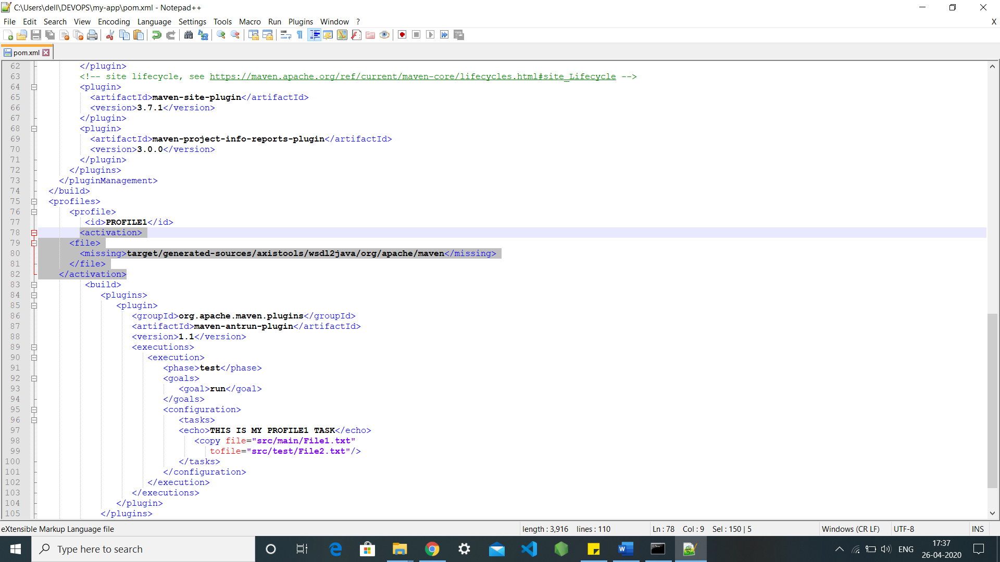 C:\Users\dell\DEVOPS\my-app\pom.xml - Notepad++
File Edit Search View Encoding Language Settings Tools Macro Run Plugins Window ? X
pom.xml
62 </plugin>
63 <!-- site lifecycle, see https://maven.apache.org/ref/current/maven-core/lifecycles.html#site_Lifecycle -->
64 <plugin>
65 <artifactId>maven-site-plugin</artifactId>
66 <version>3.7.1</version>
67 </plugin>
68 <plugin>
69 <artifactId>maven-project-info-reports-plugin</artifactId>
70 <version>3.0.0</version>
71 </plugin>
72 </plugins>
73 </pluginManagement>
74 </build>
75 <profiles>
76 <profile>
77 <id>PROFILE1</id>
78 <activation>
79 <file>
80 <missing>target/generated-sources/axistools/wsdl2java/org/apache/maven</missing>
81 </file>
82 </activation>
83 <build>
84 <plugins>
85 <plugin>
86 <groupId>org.apache.maven.plugins</groupId>
87 <artifactId>maven-antrun-plugin</artifactId>
88 <version>1.1</version>
89 <executions>
90 <execution>
91 <phase>test</phase>
92 <goals>
93 <goal>run</goal>
94 </goals>
95 <configuration>
96 <tasks>
97 <echo>THIS IS MY PROFILE1 TASK</echo>
98 <copy file="src/main/File1.txt"
99 tofile="src/test/File2.txt"/>
100 </tasks>
101 </configuration>
102 </execution>
103 </executions>
104 </plugin>
105 </plugins>
eXtensible Markup Language file length : 3,916 lines : 110 Ln : 78 Col : 9 Sel : 150 | 5 Windows (CR LF) UTF-8 INS
Type here to search
ENG
17:37
26-04-2020